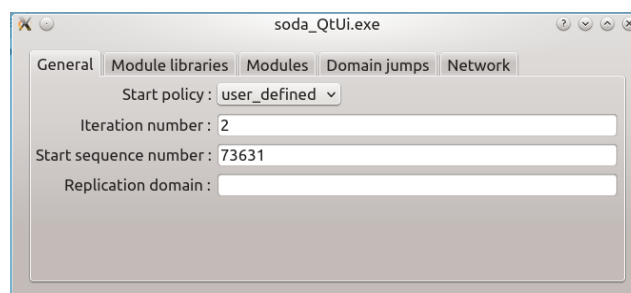 soda_QtUi.exe
General Module libraries Modules Domain jumps Network
Start policy : user_defined
Iteration number : 2
Start sequence number : 73631
Replication domain :